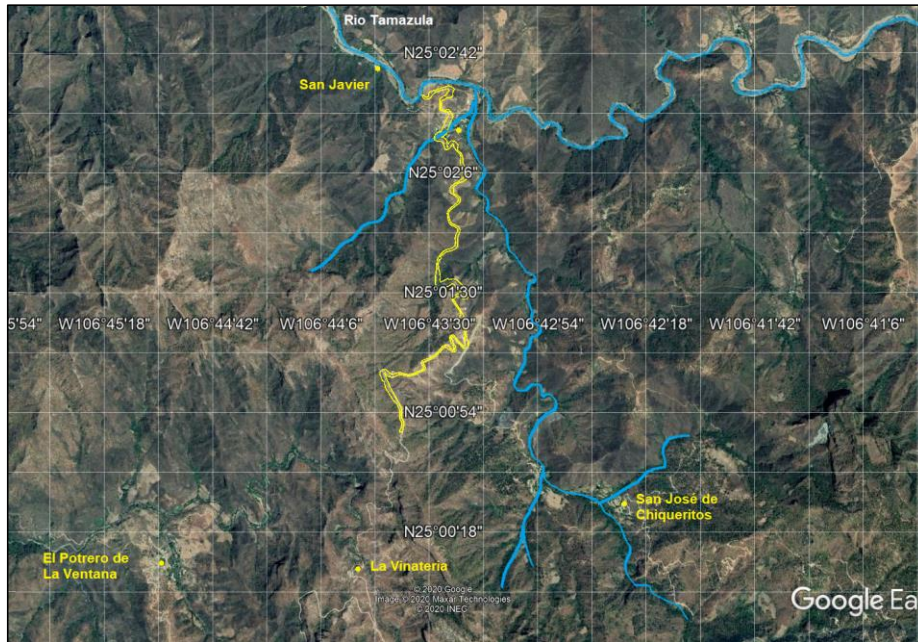 Rio Tamazula
N25°02'42"
San Javier
N25°02'6"
N25°01'30"
5'54" W106°45'18" W106°44'42" W106°44'6" W106°43'30" W106°42'54" W106°42'18" W106°41'42" W106°41'6"
N25°00'54"
San José de
Chiqueritos
N25°00'18"
El Potrero de
La Ventana
La Vinatería
© 2020 Google
Image © 2020 Maxar Technologies
© 2020 INEGI
Google Ea